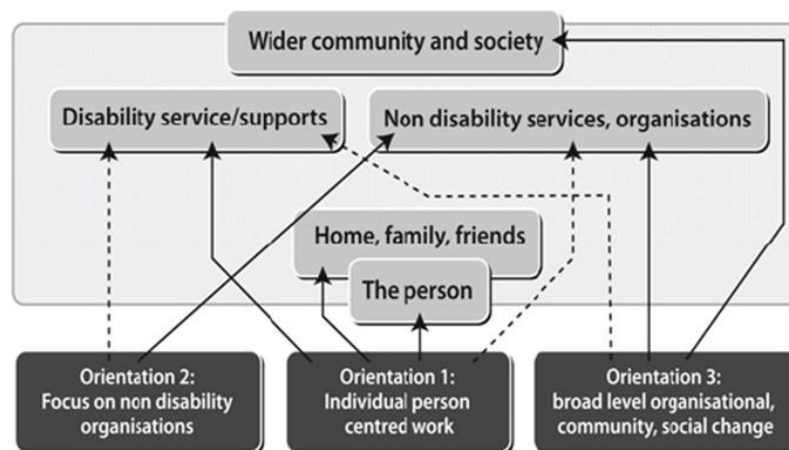 Wider community and society
Disability service/supports
Non disability services, organisations
Home, family, friends
The person
Orientation 2:
Focus on non disability
organisations
Orientation 1:
Individual person
centred work
Orientation 3:
broad level organisational,
community, social change